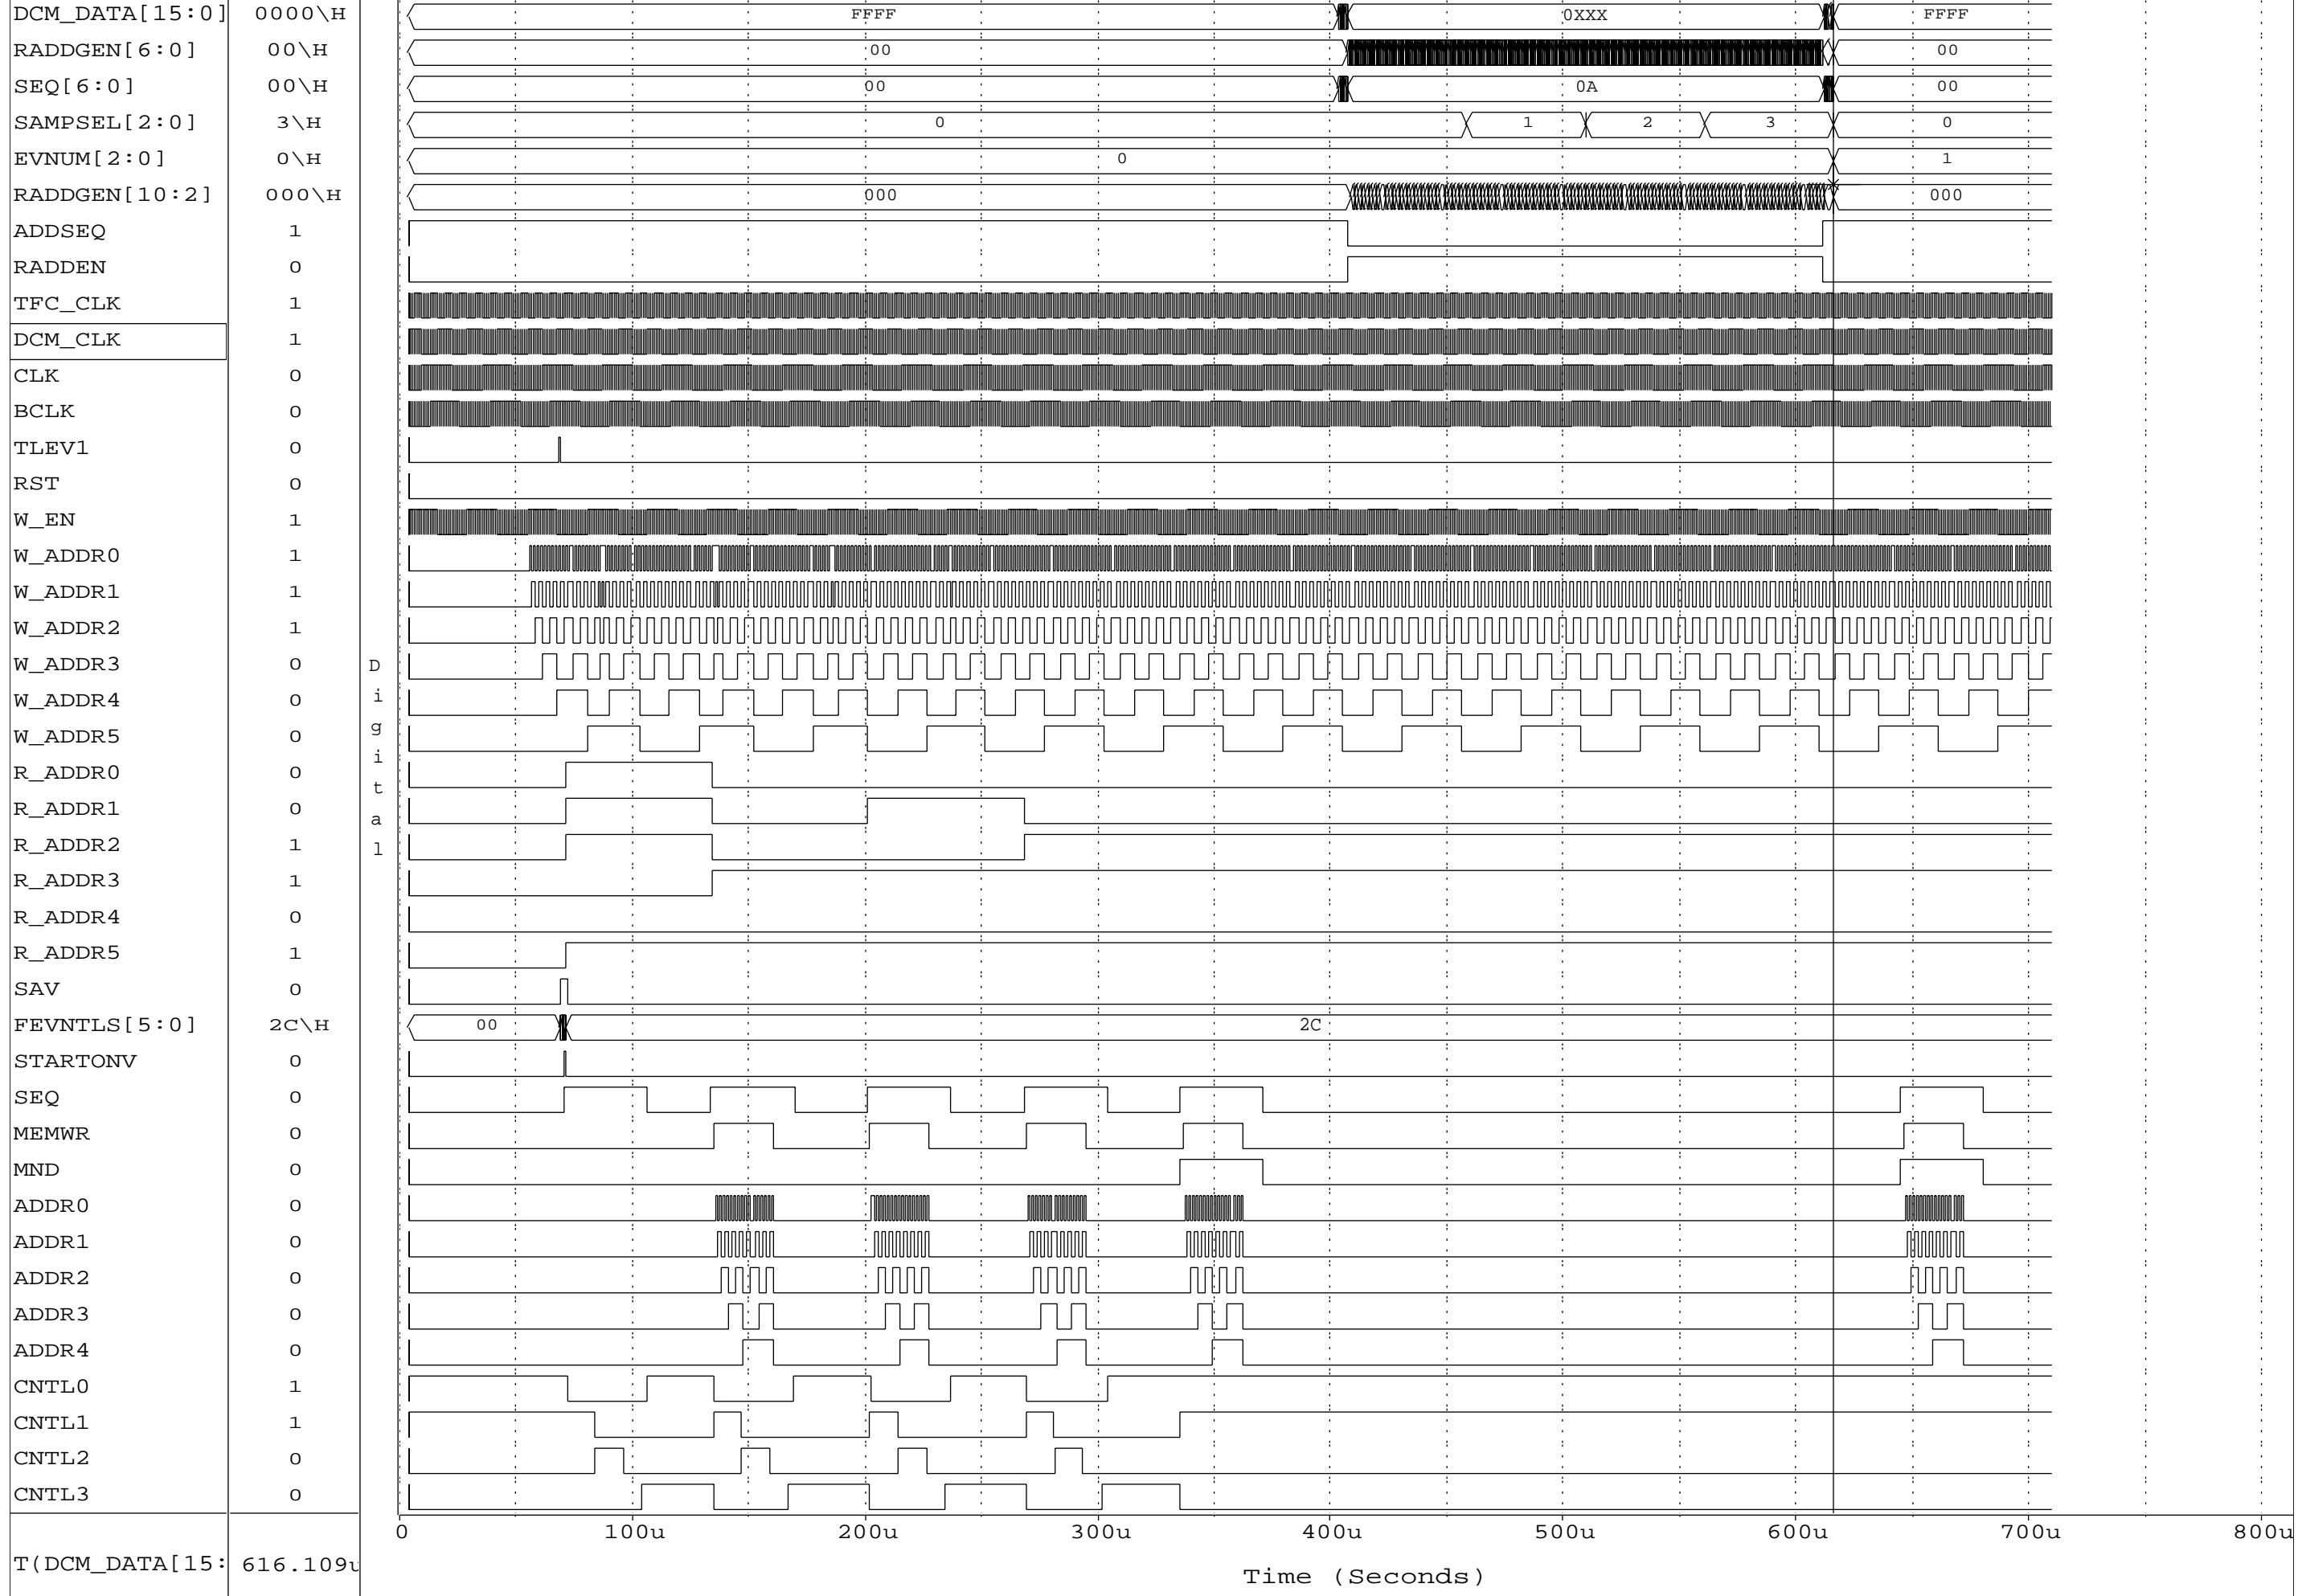 DCM_DATA[15:0] 0000\H FFFF 0XXX FFFF
RADDGEN[6:0] 00\H 00 00
SEQ[6:0] 00\H 00 0A 00
SAMPSEL[2:0] 3\H 0 1 2 3 0
EVNUM[2:0] 0\H 0 1
RADDGEN[10:2] 000\H 000 000
ADDSEQ 1
RADDEN 0
TFC_CLK 1
DCM_CLK 1
CLK 0
BCLK 0
TLEV1 0
RST 0
W_EN 1
W_ADDR0 1
W_ADDR1 1
W_ADDR2 1
W_ADDR3 0
W_ADDR4 0
W_ADDR5 0
R_ADDR0 0
R_ADDR1 0
R_ADDR2 1
R_ADDR3 1
R_ADDR4 0
R_ADDR5 1
SAV 0
FEVNTLS[5:0] 2C\H 00 2C
STARTONV 0
SEQ 0
MEMWR 0
MND 0
ADDR0 0
ADDR1 0
ADDR2 0
ADDR3 0
ADDR4 0
CNTL0 1
CNTL1 1
CNTL2 0
CNTL3 0
Digital
0 100u 200u 300u 400u 500u 600u 700u 800u
T(DCM_DATA[15: 616.109u
Time (Seconds)